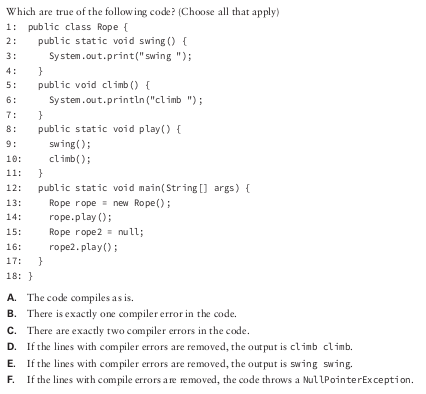 Which are true of the following code? (Choose all that apply)
1: public class Rope {
2: public static void swing() {
3: System.out.print("swing ");
4: }
5: public void climb() {
6: System.out.println("climb ");
7: }
8: public static void play() {
9: swing();
10: climb();
11: }
12: public static void main(String[] args) {
13: Rope rope = new Rope();
14: rope.play();
15: Rope rope2 = null;
16: rope2.play();
17: }
18: }
A. The code compiles as is.
B. There is exactly one compiler error in the code.
C. There are exactly two compiler errors in the code.
D. If the lines with compiler errors are removed, the output is climb climb.
E. If the lines with compiler errors are removed, the output is swing swing.
F. If the lines with compile errors are removed, the code throws a NullPointerException.